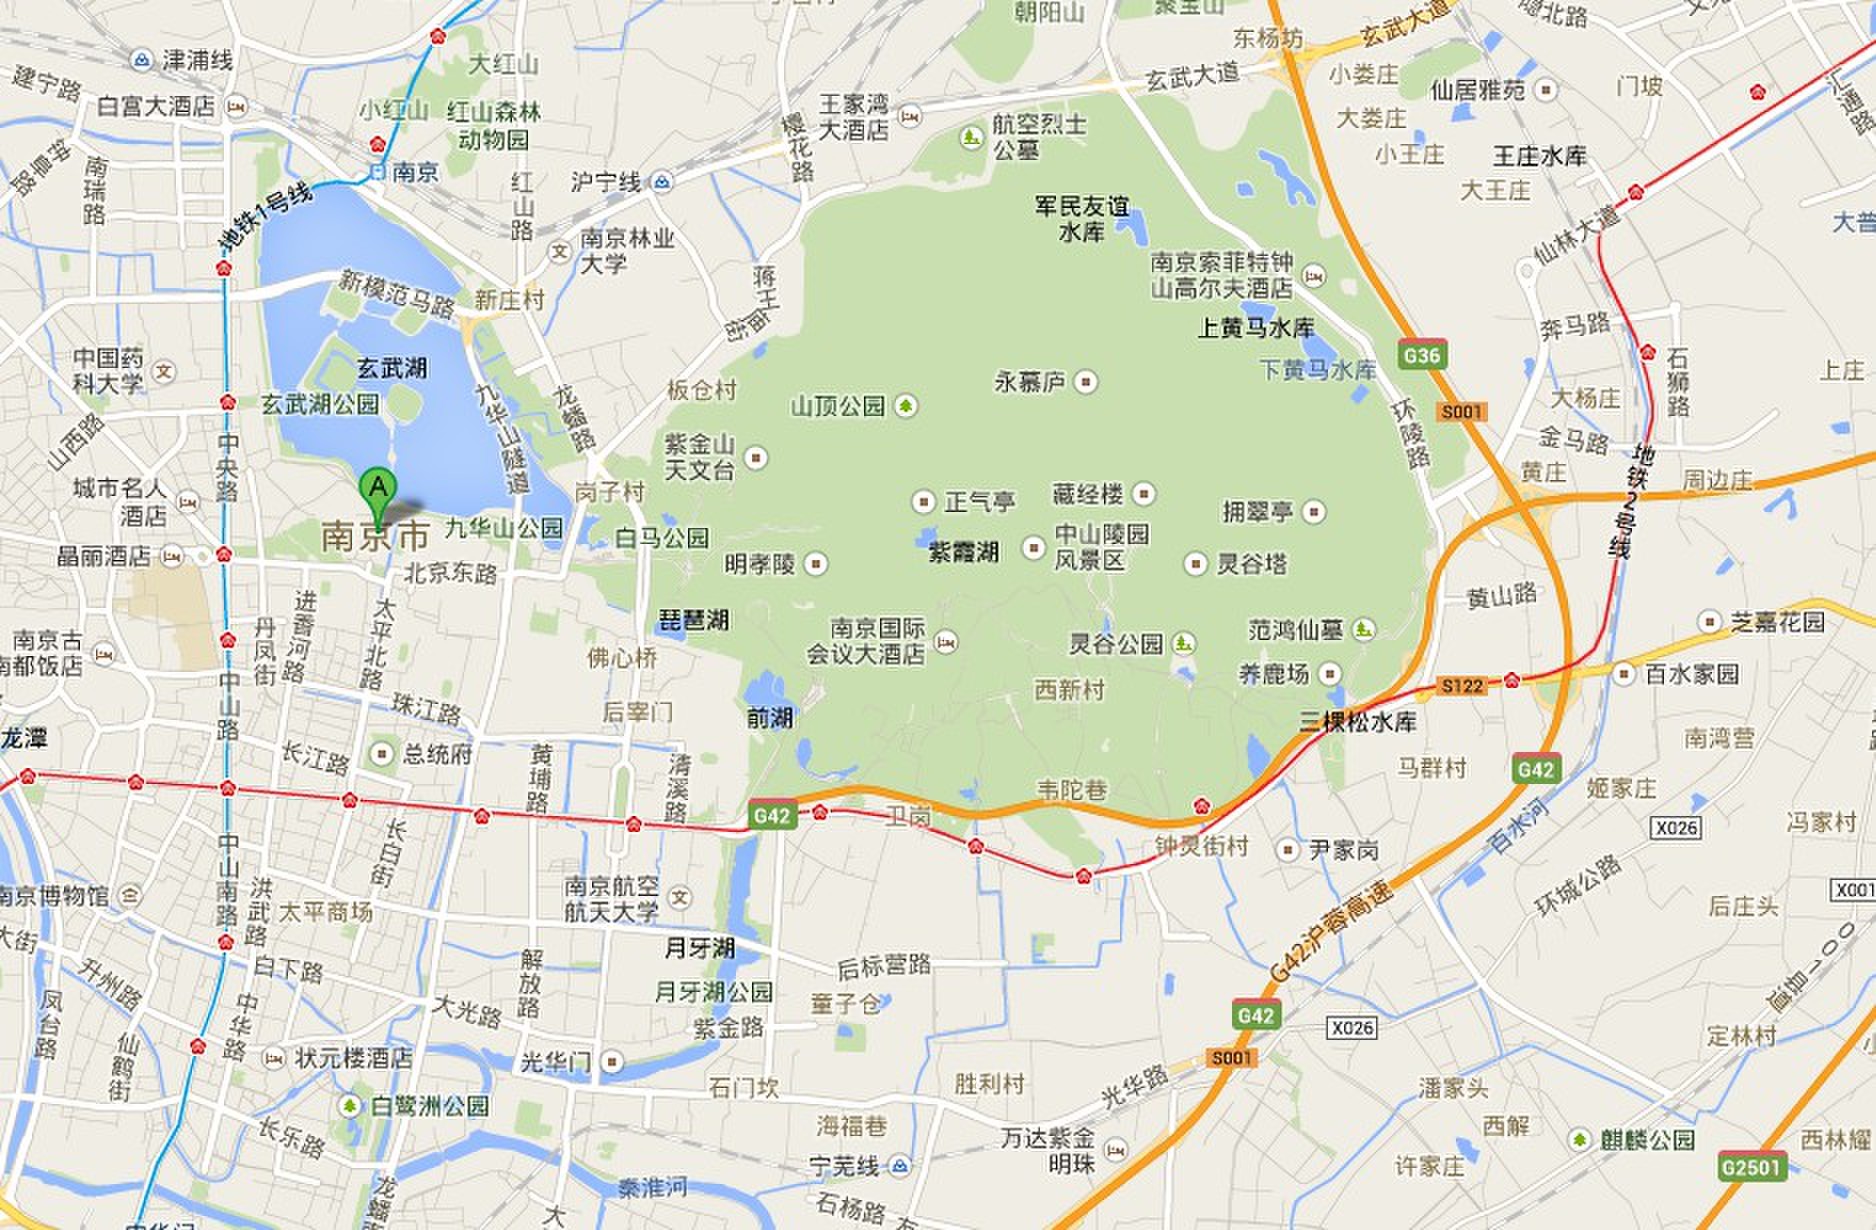 津浦线
建宁路
白宫大酒店
大红山
小红山
红山森林
动物园
朝阳山
聚宝山
王家湾
大酒店
樱花路
航空烈士
公墓
玄武大道
东杨坊
玄武大道
小娄庄
大娄庄
小王庄
仙居雅苑
隐北路
门坡
汇通路
王庄水库
大王庄
南瑞路
南京
沪宁线
红山路
地铁1号线
南京林业
大学
军民友谊
水库
南京索菲特钟
山高尔夫酒店
仙林大道
新模范马路
新庄村
蒋王庙街
上黄马水库
下黄马水库
G36
奔马路
石狮路
上庄
中国药
科大学
玄武湖
玄武湖公园
九华山隧道
龙蟠路
板仓村
山顶公园
永慕庐
环陵路
S001
大杨庄
金马路
山西路
中央路
紫金山
天文台
黄庄
周边庄
地铁2号线
城市名人
酒店
A
南京市
九华山公园
岗子村
白马公园
正气亭
藏经楼
拥翠亭
中山陵园
风景区
紫霞湖
明孝陵
灵谷塔
晶丽酒店
北京东路
进香河路
太平北路
丹凤街
黄山路
琵琶湖
南京国际
会议大酒店
灵谷公园
范鸿仙墓
养鹿场
芝嘉花园
百水家园
南京古
南都饭店
佛心桥
西新村
S122
中山路
珠江路
后宰门
前湖
三棵松水库
马群村
南湾营
龙潭
长江路
总统府
黄埔路
清溪路
G42
姬家庄
G42
卫岗
韦陀巷
钟灵街村
尹家岗
百水河
X026
冯家村
长白街
中山南路
洪武路
太平商场
南京博物馆
南京航空
航天大学
环城公路
后庄头
X001
G42沪蓉高速
月牙湖
后标营路
月牙湖公园
童子仓
紫金路
白下路
升州路
大光路
解放路
凤台路
仙鹤街
中华路
G42
X026
001县道
定林村
S001
状元楼酒店
光华门
石门坎
胜利村
光华路
潘家头
白鹭洲公园
长乐路
海福巷
西解
万达紫金
明珠
宁芜线
许家庄
麒麟公园
西林耀
G2501
秦淮河
石杨路